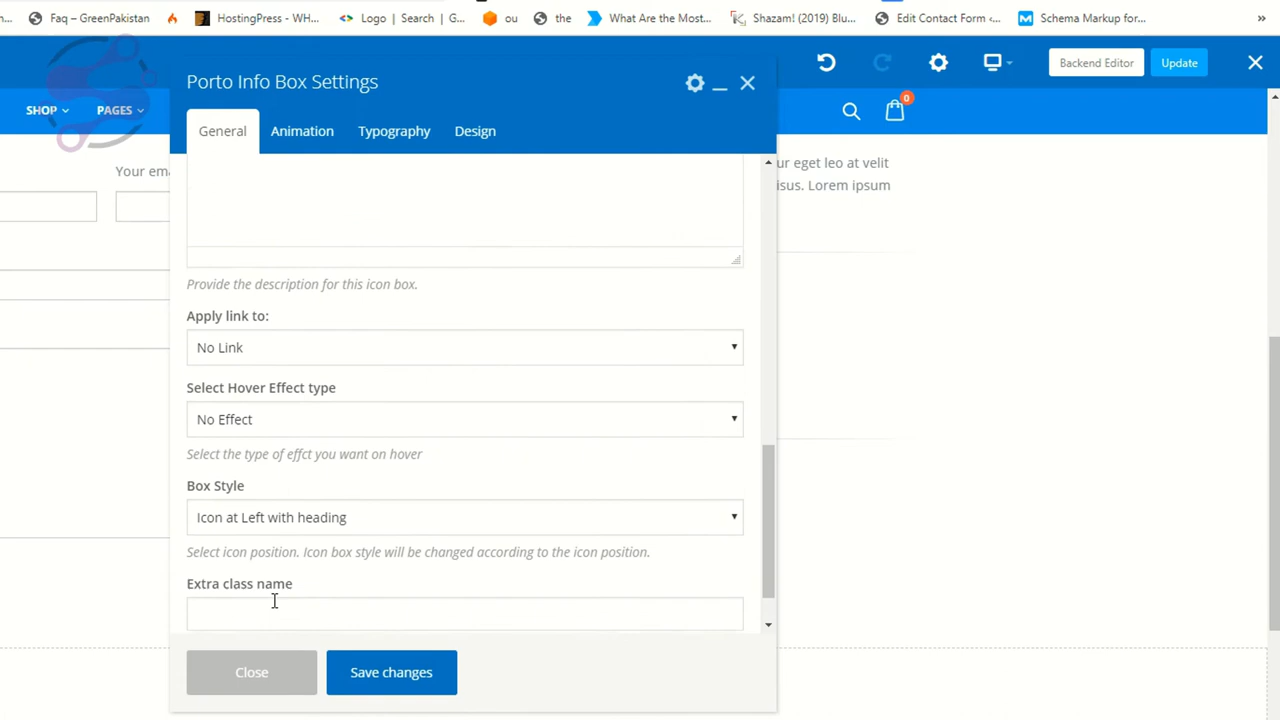 Faq – GreenPakistan
HostingPress - WH...
Logo | Search | G...
ou
the
What Are the Most...
Shazam! (2019) Blu...
Edit Contact Form ‹...
Schema Markup for...
»
Porto Info Box Settings
Backend Editor
Update
SHOP
PAGES
0
General
Animation
Typography
Design
Your ema
ur eget leo at velit
isus. Lorem ipsum
Provide the description for this icon box.
Apply link to:
No Link
Select Hover Effect type
No Effect
Select the type of effct you want on hover
Box Style
Icon at Left with heading
Select icon position. Icon box style will be changed according to the icon position.
Extra class name
Close
Save changes